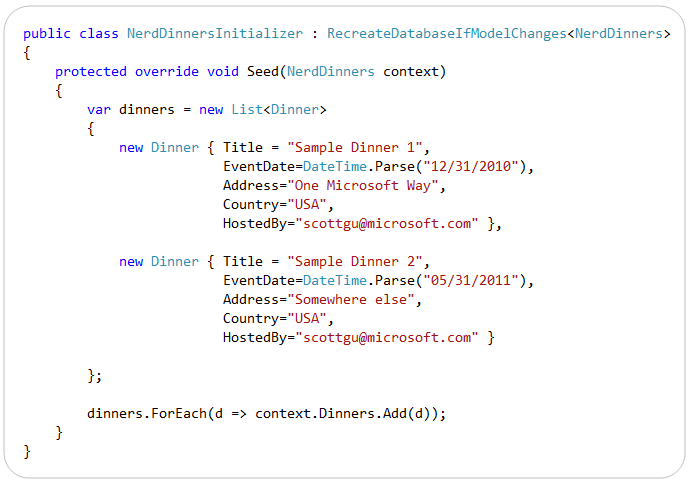 public class NerdDinnersInitializer : RecreateDatabaseIfModelChanges<NerdDinners>
{
    protected override void Seed(NerdDinners context)
    {
        var dinners = new List<Dinner>
        {
            new Dinner { Title = "Sample Dinner 1",
                         EventDate=DateTime.Parse("12/31/2010"),
                         Address="One Microsoft Way",
                         Country="USA",
                         HostedBy="scottgu@microsoft.com" },

            new Dinner { Title = "Sample Dinner 2",
                         EventDate=DateTime.Parse("05/31/2011"),
                         Address="Somewhere else",
                         Country="USA",
                         HostedBy="scottgu@microsoft.com" }

        };

        dinners.ForEach(d => context.Dinners.Add(d));
    }
}